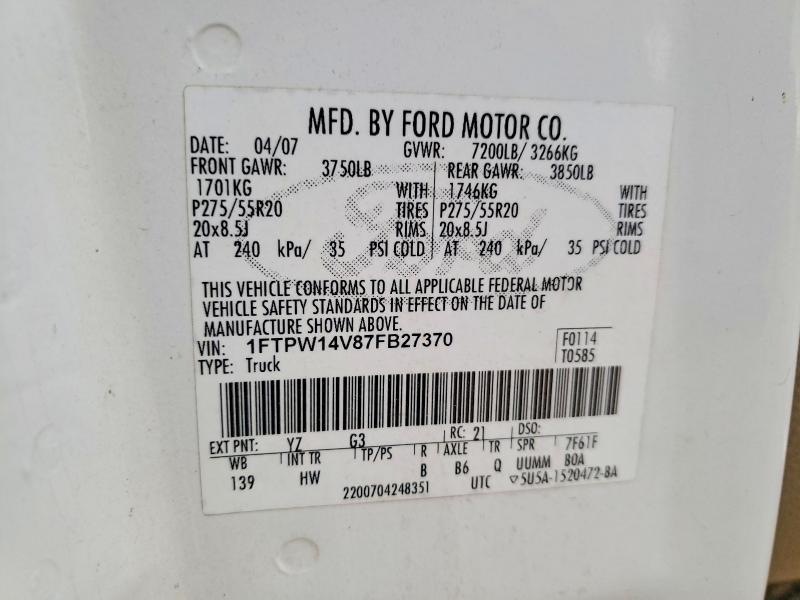 MFD. BY FORD MOTOR CO.
DATE: 04/07 GVWR: 7200LB/ 3266KG
FRONT GAWR: 3750LB REAR GAWR: 3850LB
1701KG WITH 1746KG WITH
P275/55R20 TIRES P275/55R20 TIRES
20x8.5J RIMS 20x8.5J RIMS
AT 240 kPa/ 35 PSI COLD AT 240 kPa/ 35 PSI COLD
Ford
THIS VEHICLE CONFORMS TO ALL APPLICABLE FEDERAL MOTOR
VEHICLE SAFETY STANDARDS IN EFFECT ON THE DATE OF
MANUFACTURE SHOWN ABOVE.
VIN: 1FTPW14V87FB27370 F0114
TYPE: Truck T0585
EXT PNT: YZ G3 RC: 21 DSO:
WB INT TR TP/PS R AXLE TR SPR 7F61F
139 HW B B6 Q UUMM BOA
2200704248351 UTC ▽5U5A-1520472-BA